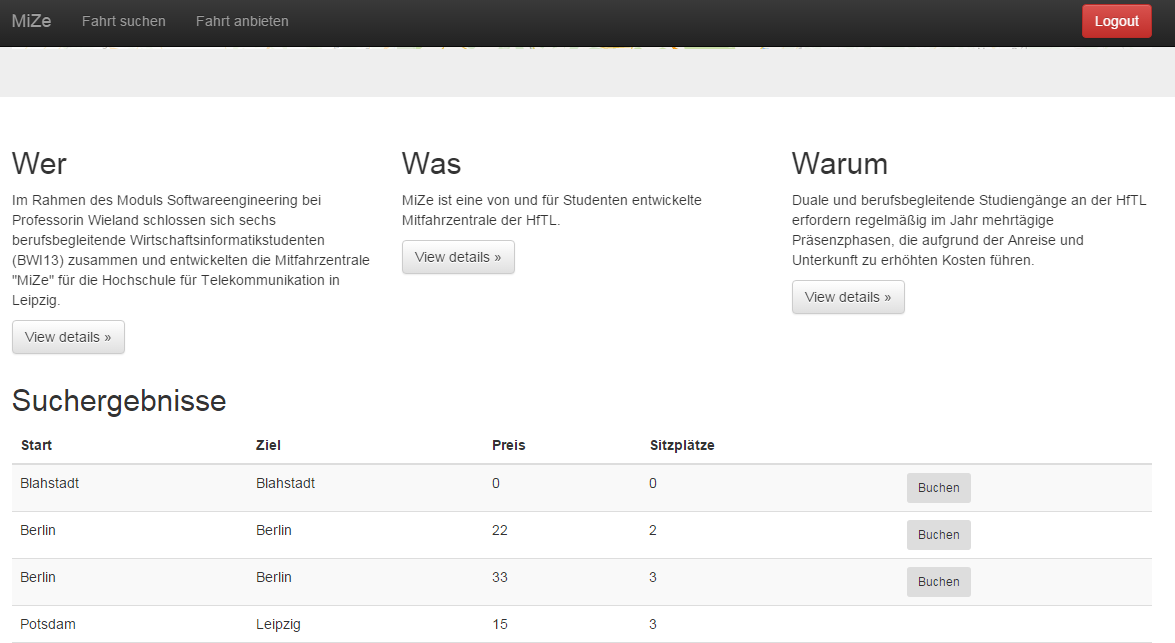 MiZe Fahrt suchen Fahrt anbieten Logout
Wer
Im Rahmen des Moduls Softwareengineering bei
Professorin Wieland schlossen sich sechs
berufsbegleitende Wirtschaftsinformatikstudenten
(BWI13) zusammen und entwickelten die Mitfahrzentrale
"MiZe" für die Hochschule für Telekommunikation in
Leipzig.
View details »
Was
MiZe ist eine von und für Studenten entwickelte
Mitfahrzentrale der HfTL.
View details »
Warum
Duale und berufsbegleitende Studiengänge an der HfTL
erfordern regelmäßig im Jahr mehrtägige
Präsenzphasen, die aufgrund der Anreise und
Unterkunft zu erhöhten Kosten führen.
View details »
Suchergebnisse
Start Ziel Preis Sitzplätze
Blahstadt Blahstadt 0 0 Buchen
Berlin Berlin 22 2 Buchen
Berlin Berlin 33 3 Buchen
Potsdam Leipzig 15 3